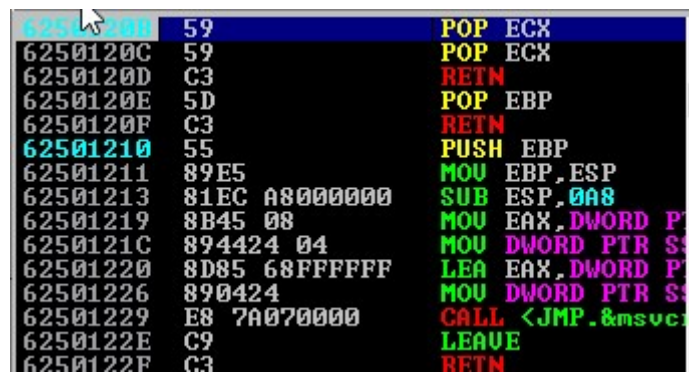 6250120B 59 POP ECX
6250120C 59 POP ECX
6250120D C3 RETN
6250120E 5D POP EBP
6250120F C3 RETN
62501210 55 PUSH EBP
62501211 89E5 MOV EBP,ESP
62501213 81EC A8000000 SUB ESP,0A8
62501219 8B45 08 MOV EAX,DWORD
6250121C 894424 04 MOV DWORD PTR
62501220 8D85 68FFFFFF LEA EAX,DWORD
62501226 890424 MOV DWORD PTR
62501229 E8 7A070000 CALL <JMP.&msvc
6250122E C9 LEAVE
6250122F C3 RETN